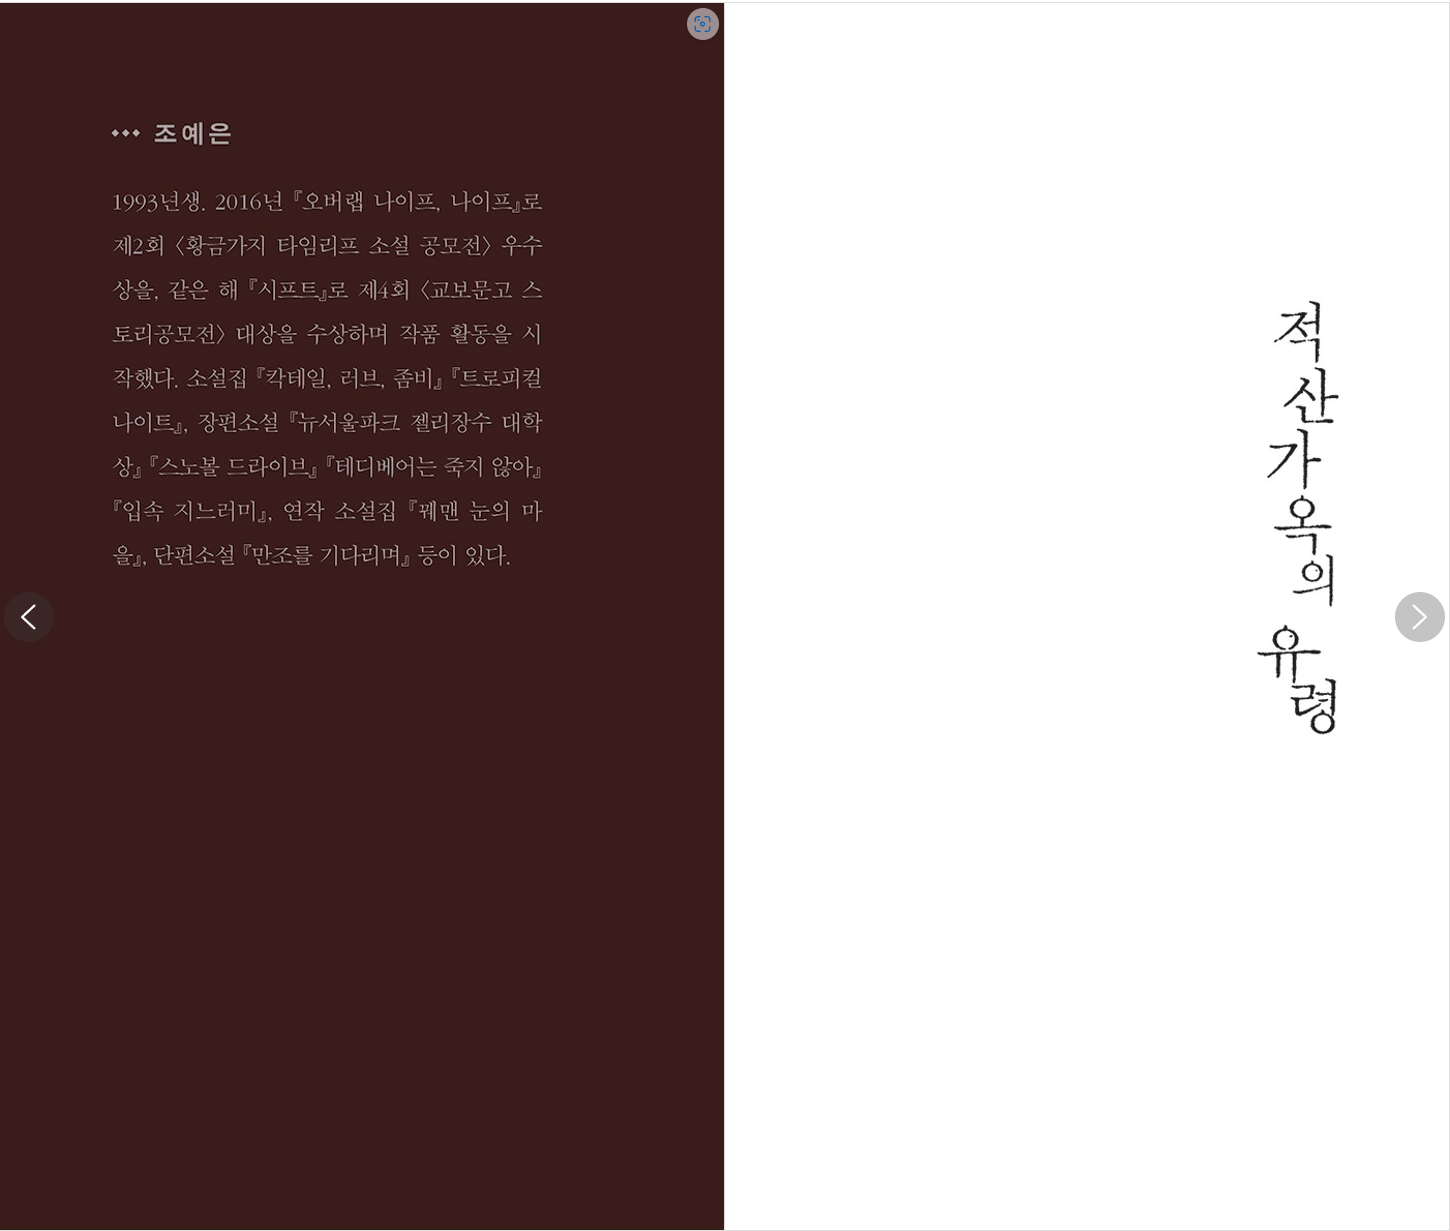 조예은
1993년생. 2016년 『오버랩 나이프, 나이프』로
제2회 〈황금가지 타임리프 소설 공모전〉 우수
상을, 같은 해 『시프트』로 제4회 〈교보문고 스
토리공모전〉 대상을 수상하며 작품 활동을 시
작했다. 소설집 『칵테일, 러브, 좀비』 『트로피컬
나이트』, 장편소설 『뉴서울파크 젤리장수 대학
상』 『스노볼 드라이브』 『테디베어는 죽지 않아』
『입속 지느러미』, 연작 소설집 『꿰맨 눈의 마
을』, 단편소설 『만조를 기다리며』 등이 있다.
적산가옥의 유령